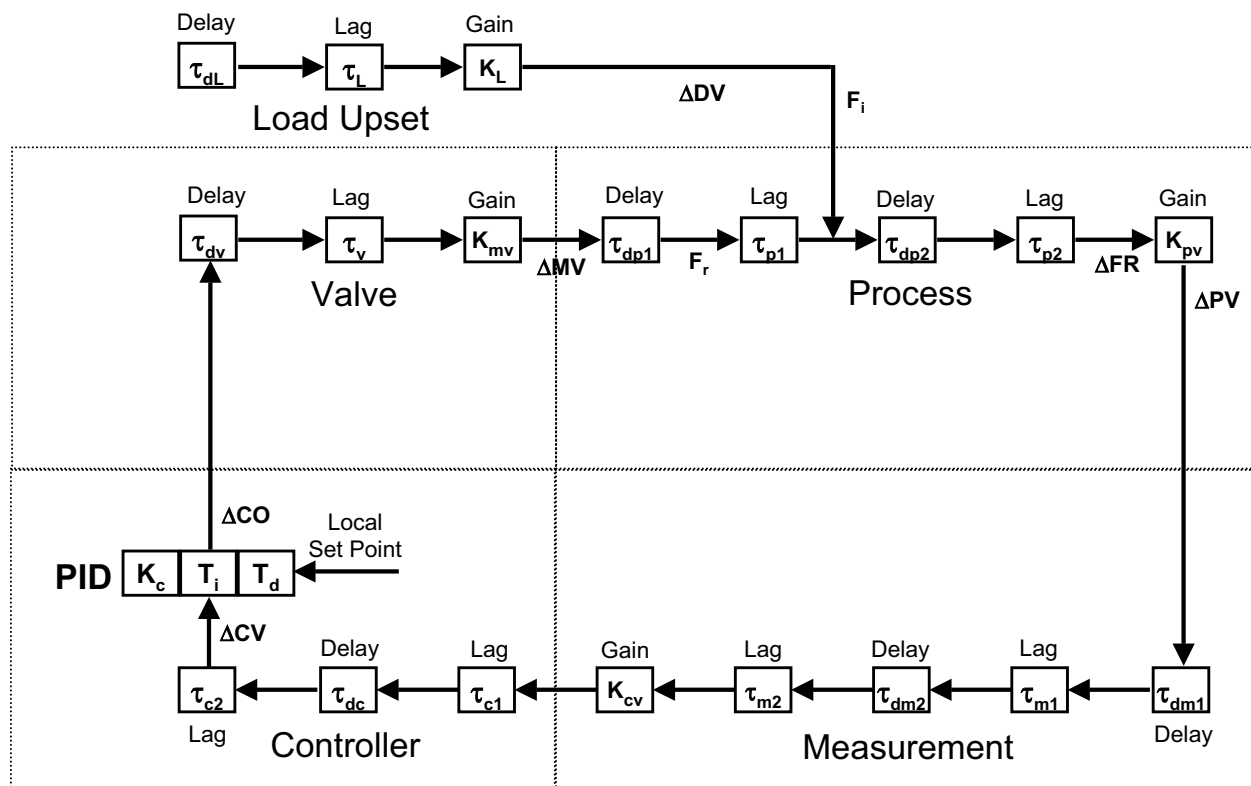 Delay Lag Gain
τdL τL KL
ΔDV
Fi
Load Upset
Delay Lag Gain Delay Lag Delay Lag Gain
τdv τv Kmv τdp1 τp1 τdp2 τp2 Kpv
ΔMV Fr ΔFR
Valve Process
ΔPV
ΔCO
Local
Set Point
PID Kc Ti Td
ΔCV
Delay Lag Gain Lag Delay Lag
τc2 τdc τc1 Kcv τm2 τdm2 τm1 τdm1
Lag Delay
Controller Measurement